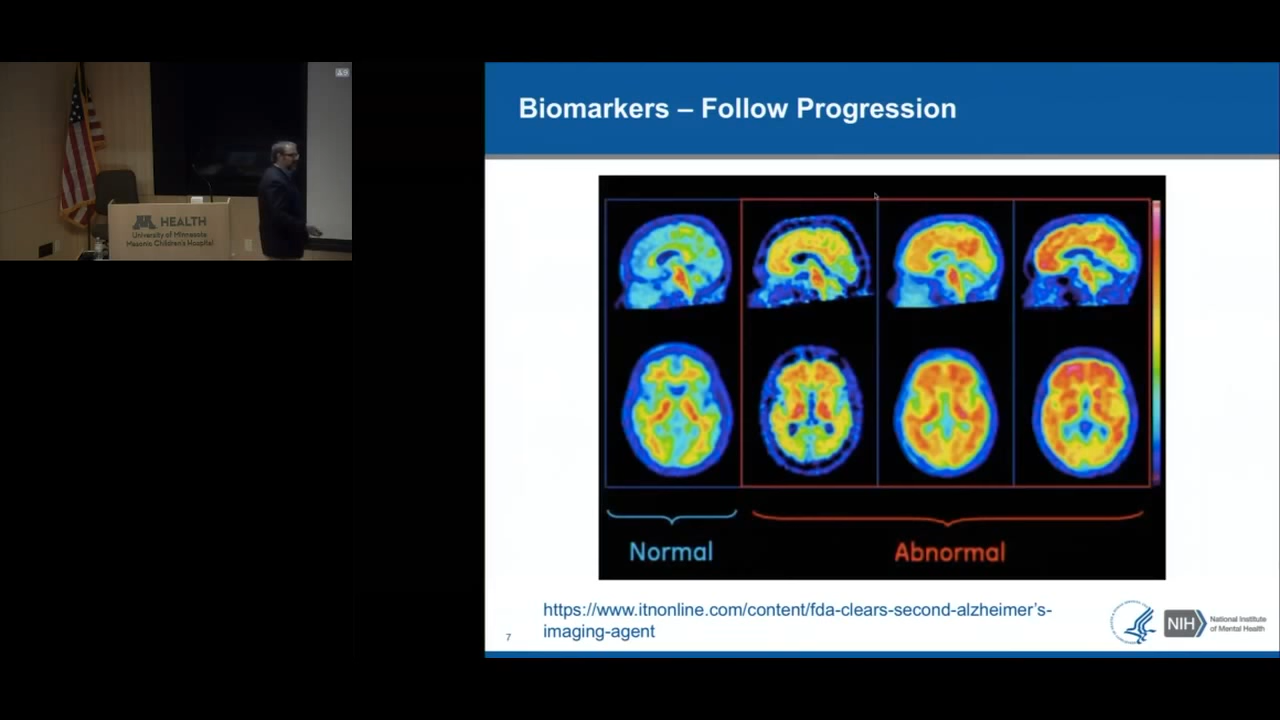 M HEALTH
University of Minnesota
Masonic Children's Hospital
Biomarkers – Follow Progression
Normal
Abnormal
https://www.itnonline.com/content/fda-clears-second-alzheimer's-
imaging-agent
7
NIH
National Institute
of Mental Health